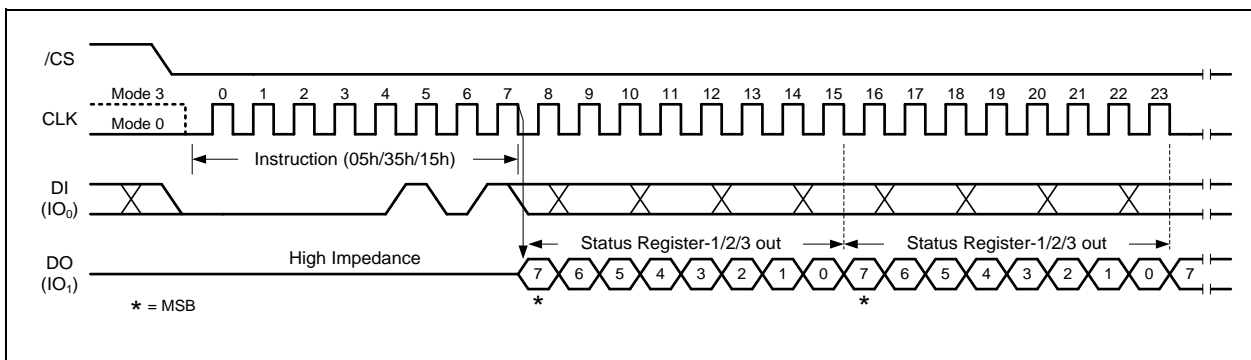 /CS
Mode 3
0 1 2 3 4 5 6 7 8 9 10 11 12 13 14 15 16 17 18 19 20 21 22 23
CLK
Mode 0
Instruction (05h/35h/15h)
DI
(IO0)
Status Register-1/2/3 out Status Register-1/2/3 out
High Impedance
DO
(IO1)
7 6 5 4 3 2 1 0 7 6 5 4 3 2 1 0 7
* *
* = MSB